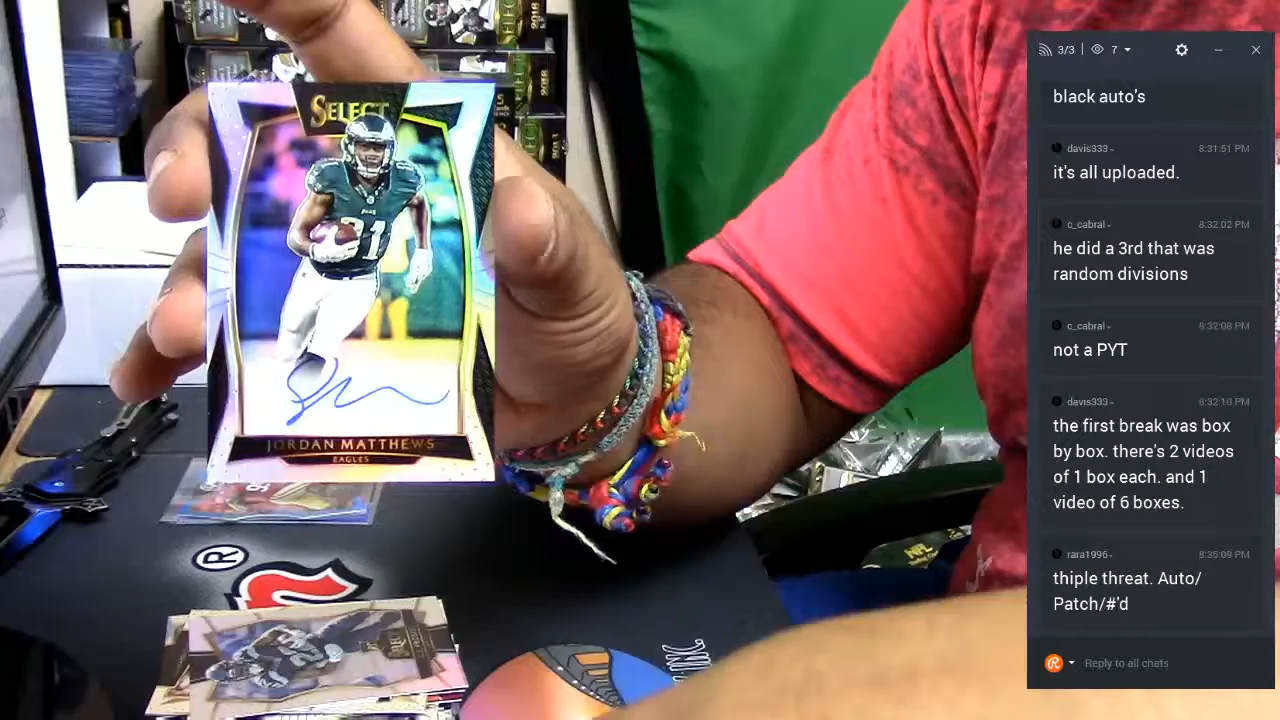 SELECT
81
JORDAN MATTHEWS
EAGLES
®
SELECT
3/3
7
black auto's
davis333
8:31:51 PM
it's all uploaded.
c_cabral
8:32:02 PM
he did a 3rd that was
random divisions
c_cabral
8:32:08 PM
not a PYT
davis333
8:32:10 PM
the first break was box
by box. there's 2 videos
of 1 box each. and 1
video of 6 boxes.
rara1996
8:35:09 PM
thiple threat. Auto/
Patch/#'d
Reply to all chats